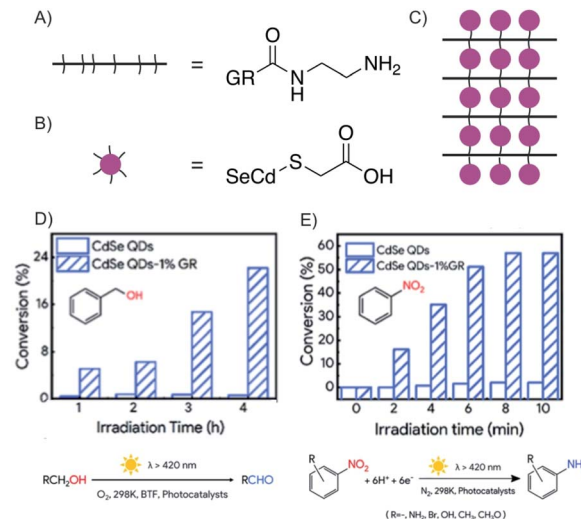 A)
=
GR
O
N
H
NH₂
B)
=
SeCd
S
O
OH
C)
D)
CdSe QDs
CdSe QDs-1% GR
OH
Conversion (%)
24
16
8
0
1 2 3 4
Irradiation Time (h)
RCH₂OH
λ > 420 nm
O₂, 298K, BTF, Photocatalysts
RCHO
E)
CdSe QDs
CdSe QDs-1%GR
NO₂
Conversion (%)
60
50
40
30
20
10
0
0 2 4 6 8 10
Irradiation time (min)
R
NO₂
+ 6H⁺ + 6e⁻
λ > 420 nm
N₂, 298K, Photocatalysts
R
NH
( R=-, NH₂, Br, OH, CH₃, CH₃O )